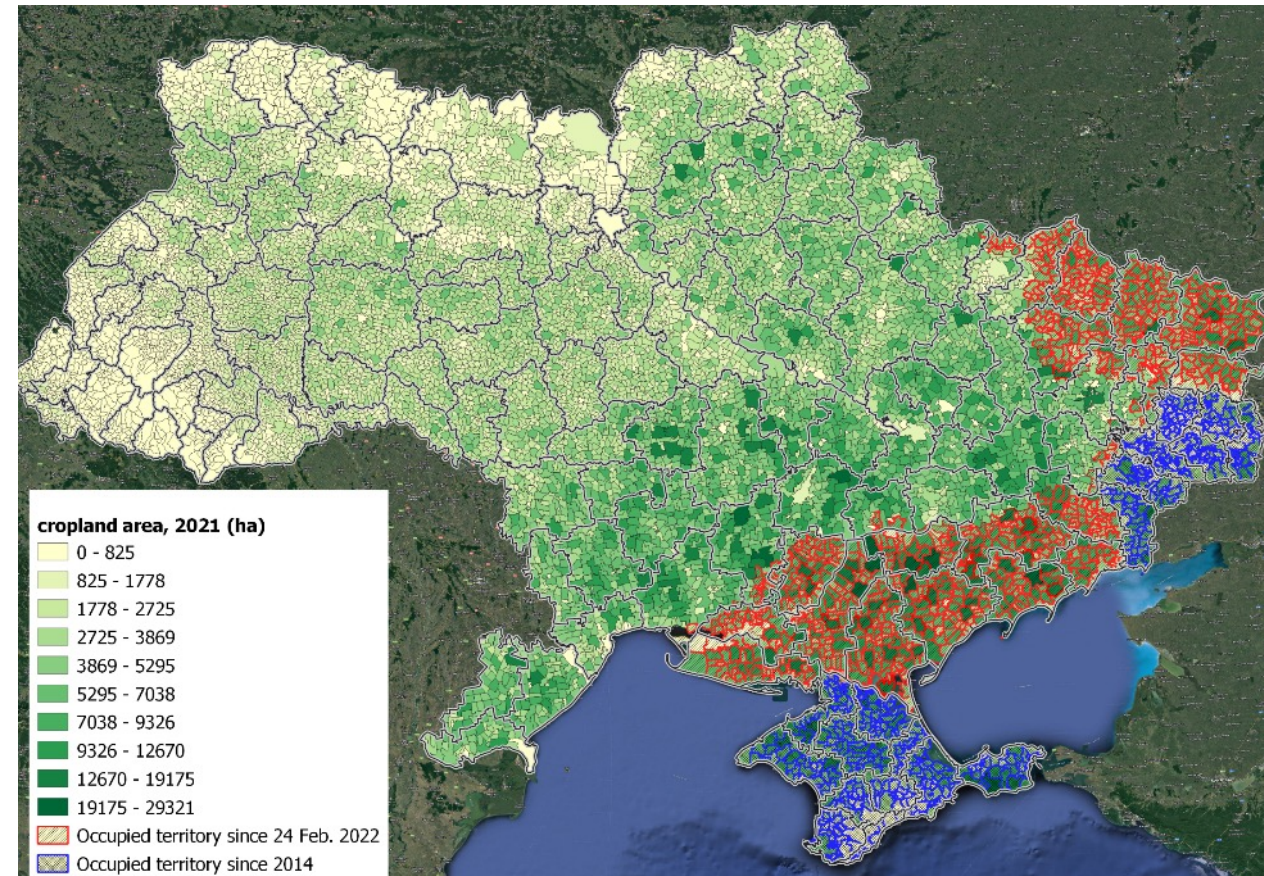 cropland area, 2021 (ha)
0 - 825
825 - 1778
1778 - 2725
2725 - 3869
3869 - 5295
5295 - 7038
7038 - 9326
9326 - 12670
12670 - 19175
19175 - 29321
Occupied territory since 24 Feb. 2022
Occupied territory since 2014